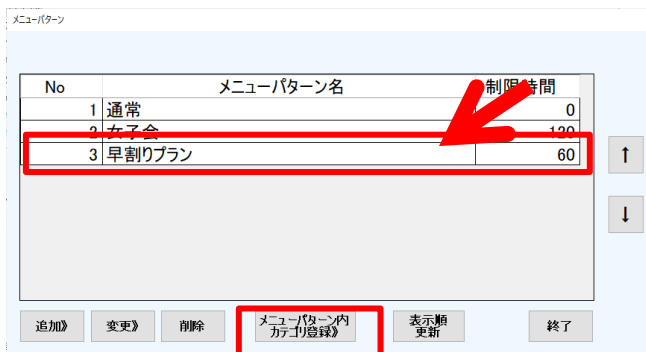 メニューパターン
No メニューパターン名 制限時間
1 通常 0
2 女子会 120
3 早割りプラン 60
↑
↓
追加》 変更》 削除 メニューパターン内 表示順 終了
カテゴリ登録》 更新